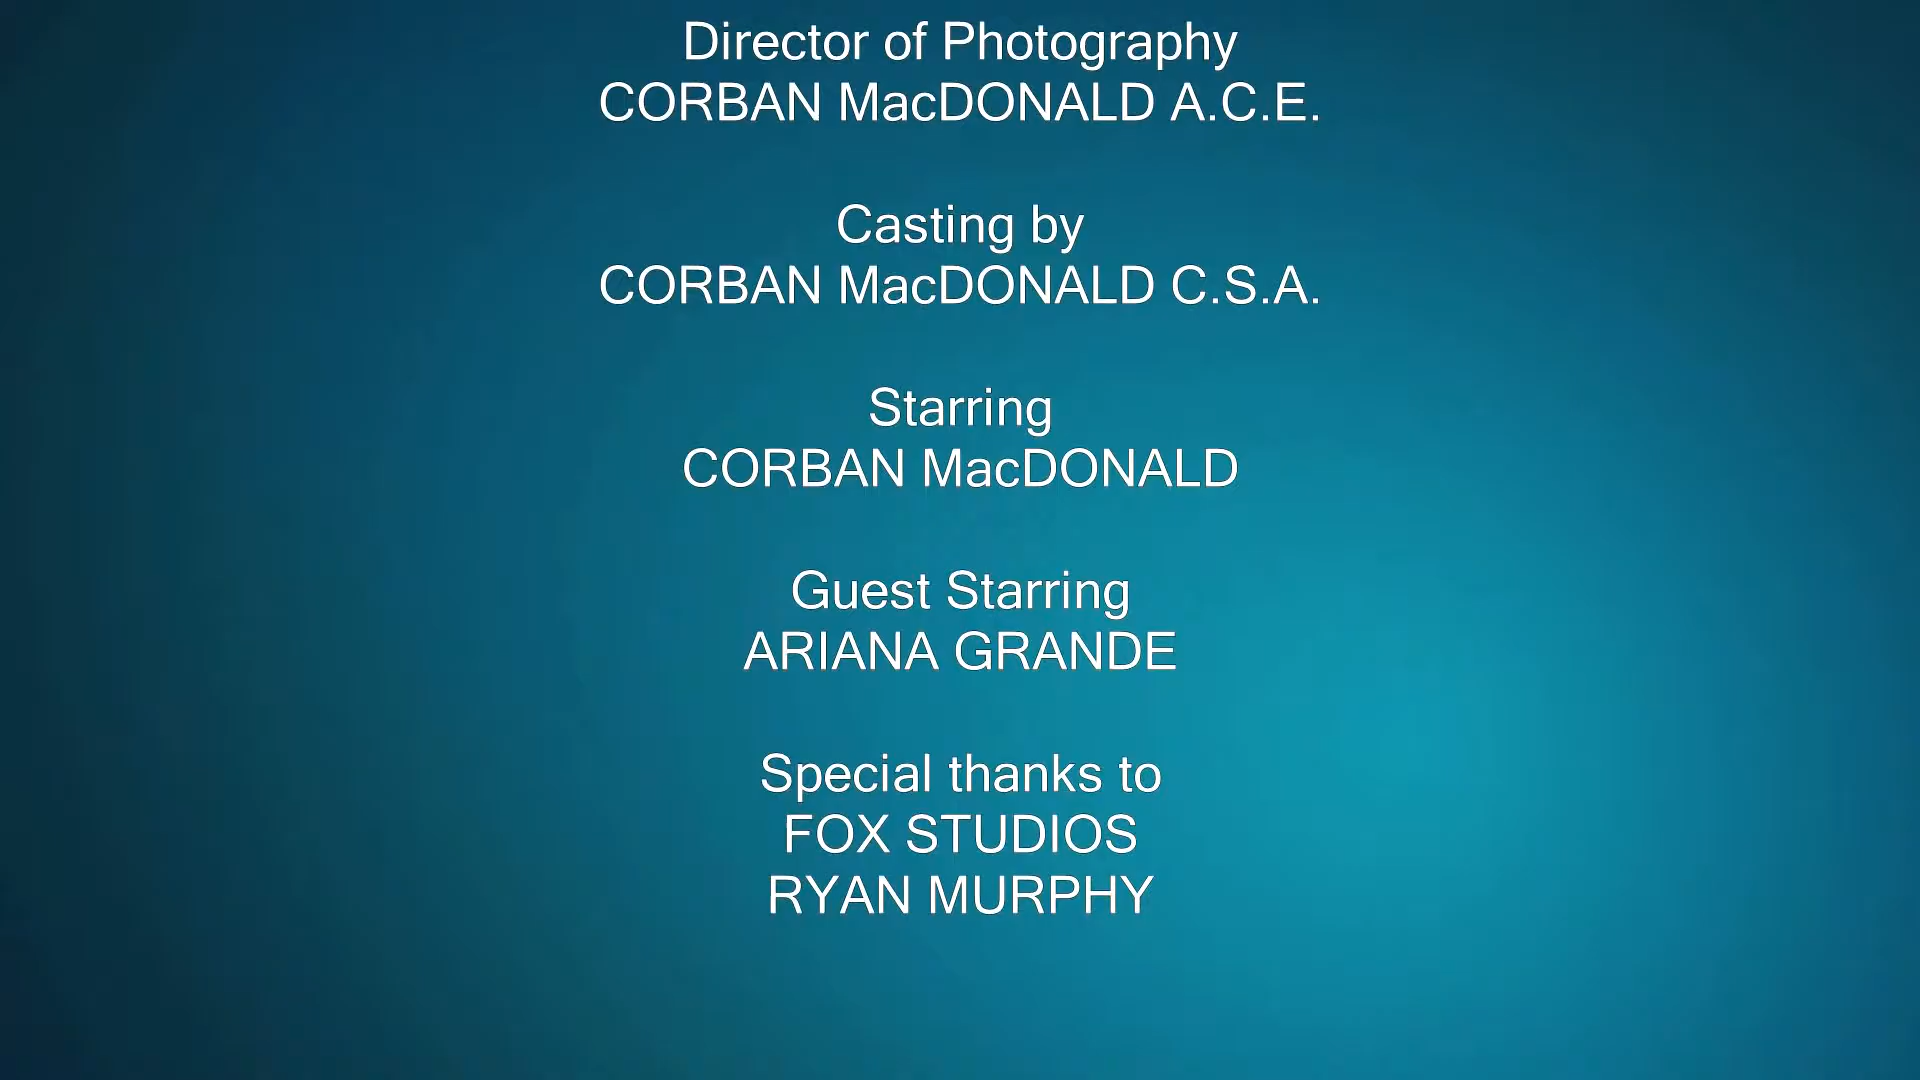 Director of Photography
CORBAN MacDONALD A.C.E.
Casting by
CORBAN MacDONALD C.S.A.
Starring
CORBAN MacDONALD
Guest Starring
ARIANA GRANDE
Special thanks to
FOX STUDIOS
RYAN MURPHY